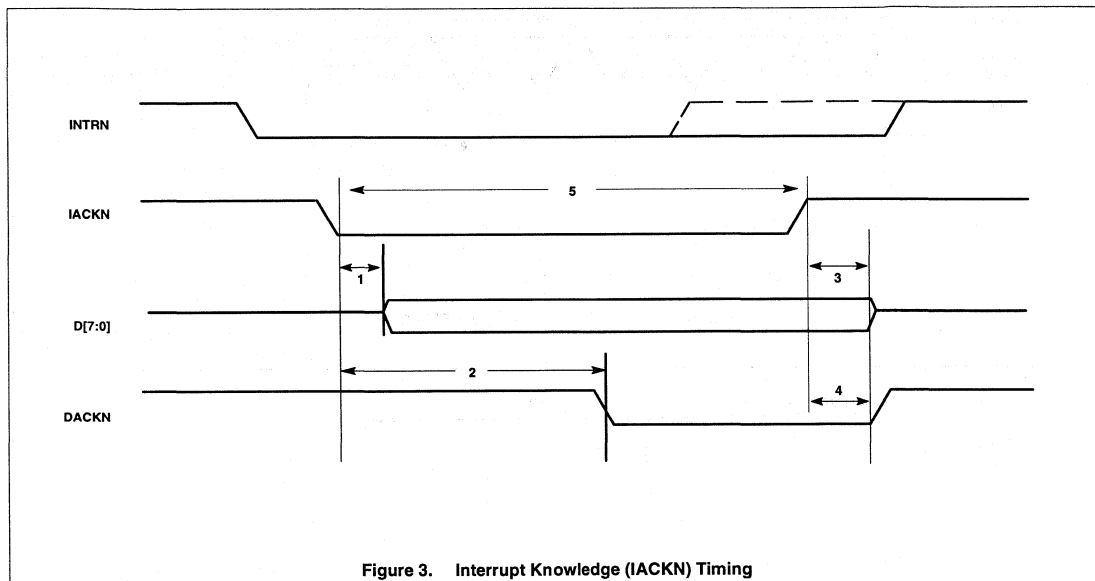 INTRN
5
IACKN
1
3
D[7:0]
2
4
DACKN
Figure 3. Interrupt Knowledge (IACKN) Timing